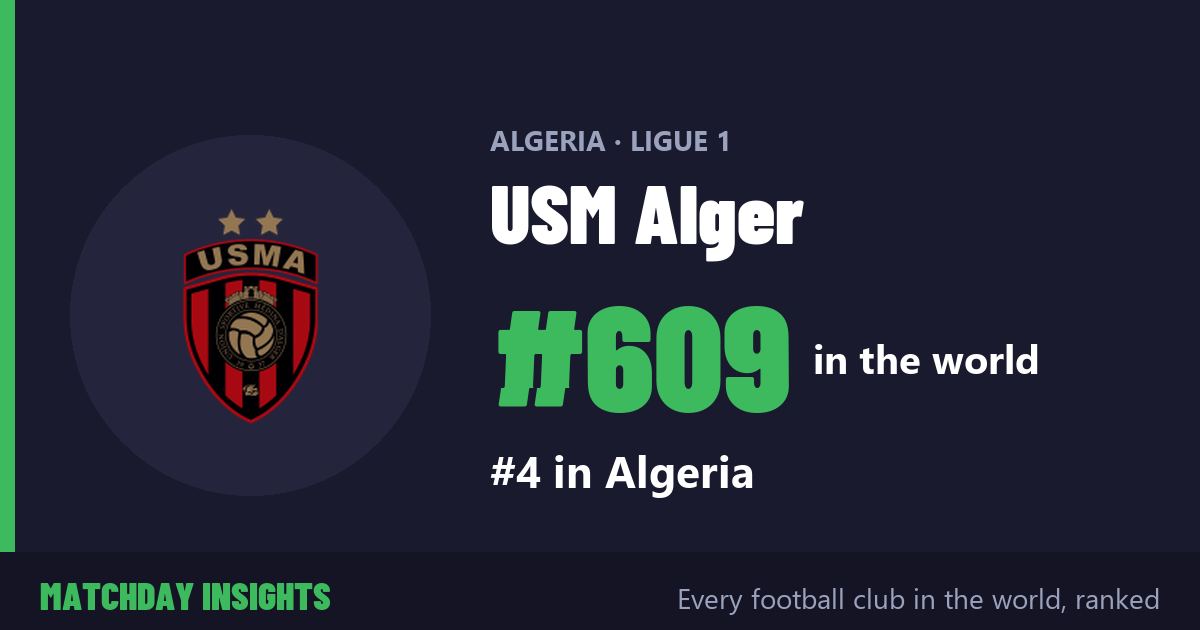 ALGERIA · LIGUE 1
USM Alger
#609 in the world
#4 in Algeria
USMA
MATCHDAY INSIGHTS
Every football club in the world, ranked